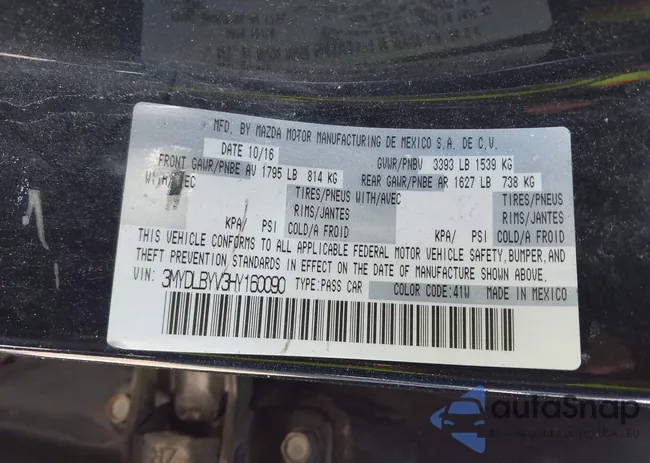 MFD. BY MAZDA MOTOR MANUFACTURING DE MEXICO S.A. DE C.V.
DATE 10/16 GVWR/PNBV 3393 LB 1539 KG
FRONT GAWR/PNBE AV 1795 LB 814 KG REAR GAWR/PNBE AR 1627 LB 738 KG
WITH/AVEC TIRES/PNEUS WITH/AVEC TIRES/PNEUS
RIMS/JANTES RIMS/JANTES
KPA/ PSI COLD/A FROID KPA/ PSI COLD/A FROID
THIS VEHICLE CONFORMS TO ALL APPLICABLE FEDERAL MOTOR VEHICLE SAFETY, BUMPER, AND
THEFT PREVENTION STANDARDS IN EFFECT ON THE DATE OF MANUFACTURE SHOWN ABOVE.
VIN: 3MYDLBYV3HY160090 TYPE:PASS CAR COLOR CODE:41W MADE IN MEXICO
autoSnap